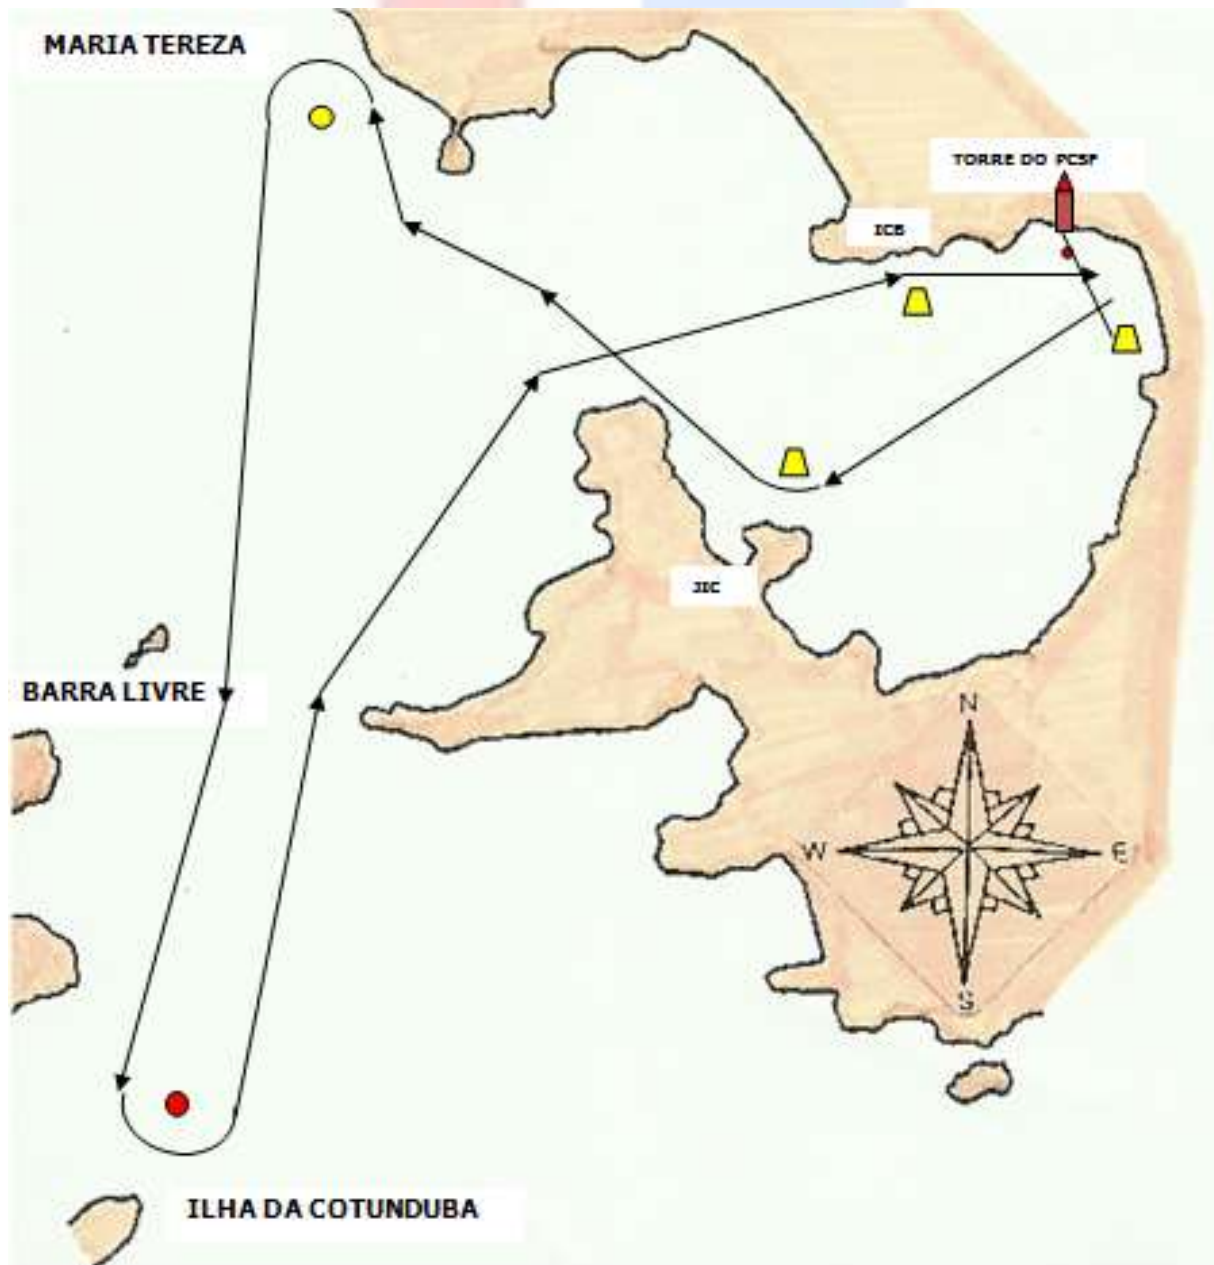 MARIA TEREZA
TORRE DO PCSF
ICB
JIC
BARRA LIVRE
N
W
E
S
ILHA DA COTUNDUBA